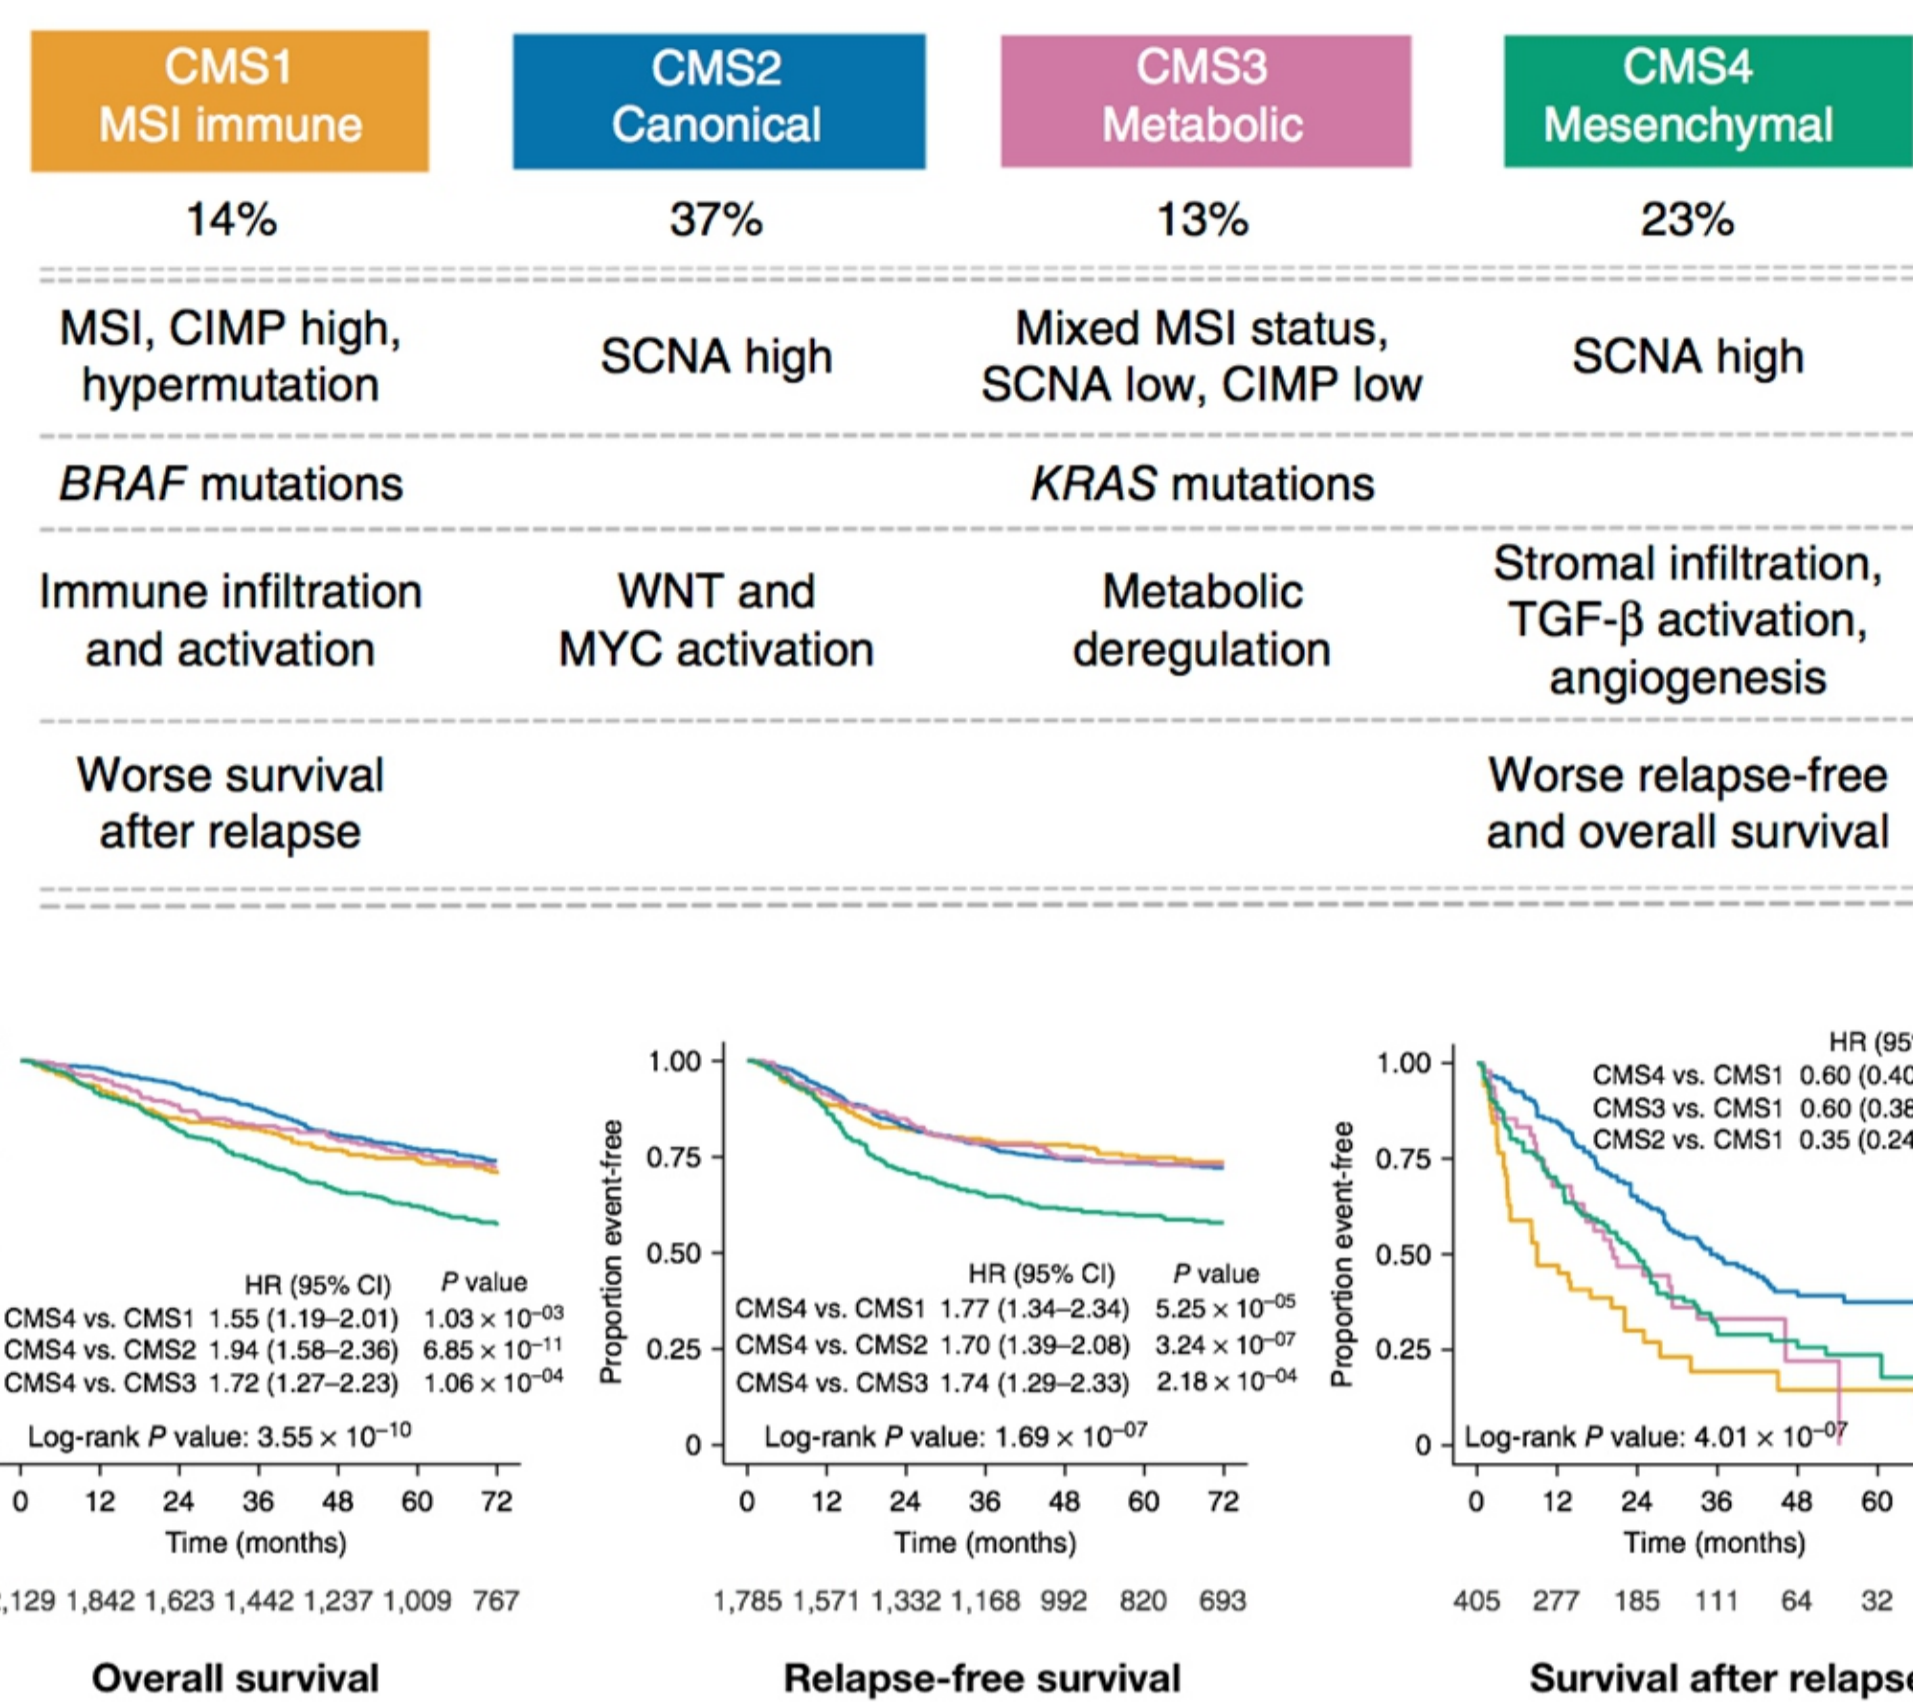 CMS1
MSI immune
CMS2
Canonical
CMS3
Metabolic
CMS4
Mesenchymal
14%
37%
13%
23%
MSI, CIMP high,
hypermutation
SCNA high
Mixed MSI status,
SCNA low, CIMP low
SCNA high
BRAF mutations
KRAS mutations
Immune infiltration
and activation
WNT and
MYC activation
Metabolic
deregulation
Stromal infiltration,
TGF-β activation,
angiogenesis
Worse survival
after relapse
Worse relapse-free
and overall survival
HR (95% CI) P value
CMS4 vs. CMS1 1.55 (1.19–2.01) 1.03 × 10⁻⁰³
CMS4 vs. CMS2 1.94 (1.58–2.36) 6.85 × 10⁻¹¹
CMS4 vs. CMS3 1.72 (1.27–2.23) 1.06 × 10⁻⁰⁴
Log-rank P value: 3.55 × 10⁻¹⁰
0 12 24 36 48 60 72
Time (months)
,129 1,842 1,623 1,442 1,237 1,009 767
Overall survival
Proportion event-free
1.00
0.75
0.50
0.25
0
HR (95% CI) P value
CMS4 vs. CMS1 1.77 (1.34–2.34) 5.25 × 10⁻⁰⁵
CMS4 vs. CMS2 1.70 (1.39–2.08) 3.24 × 10⁻⁰⁷
CMS4 vs. CMS3 1.74 (1.29–2.33) 2.18 × 10⁻⁰⁴
Log-rank P value: 1.69 × 10⁻⁰⁷
0 12 24 36 48 60 72
Time (months)
1,785 1,571 1,332 1,168 992 820 693
Relapse-free survival
Proportion event-free
1.00
0.75
0.50
0.25
0
HR (95
CMS4 vs. CMS1 0.60 (0.40
CMS3 vs. CMS1 0.60 (0.38
CMS2 vs. CMS1 0.35 (0.24
Log-rank P value: 4.01 × 10⁻⁰⁷
0 12 24 36 48 60
Time (months)
405 277 185 111 64 32
Survival after relapse